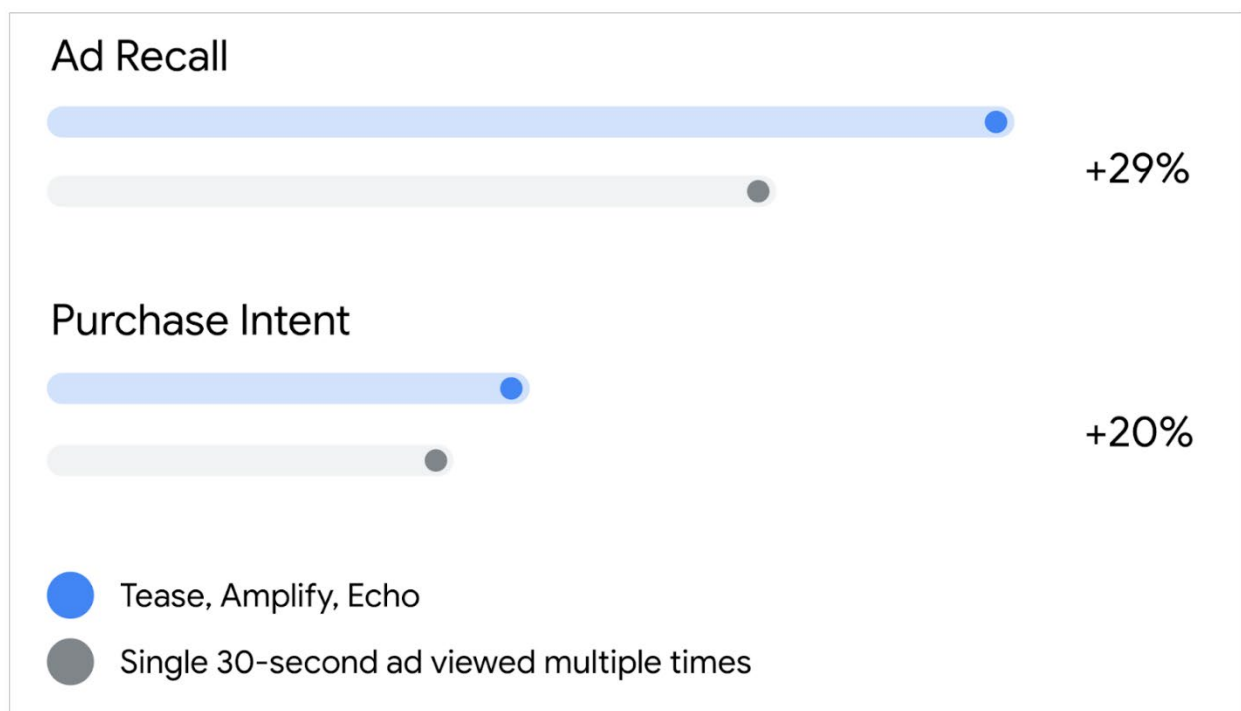 Ad Recall
+29%
Purchase Intent
+20%
Tease, Amplify, Echo
Single 30-second ad viewed multiple times